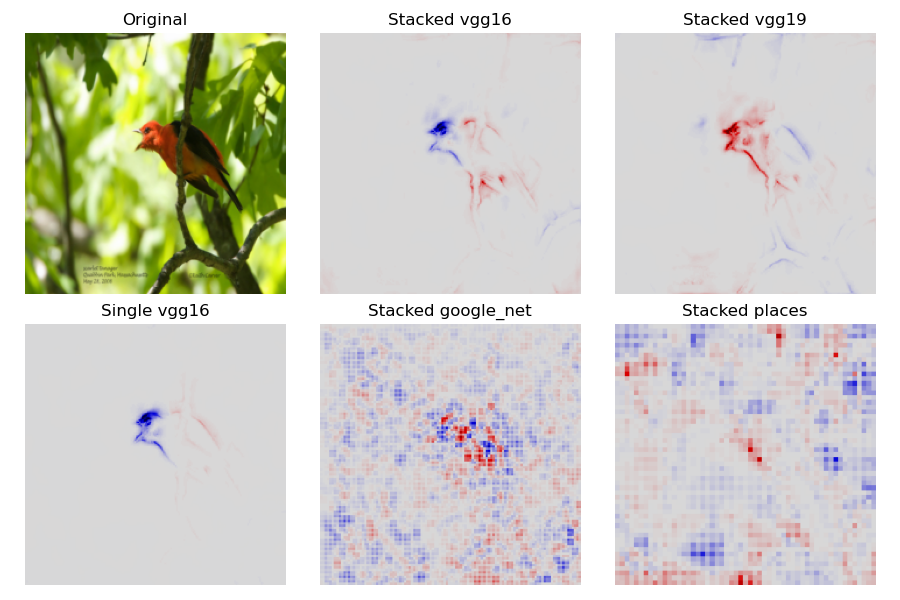 Original
Stacked vgg16
Stacked vgg19
Single vgg16
Stacked google_net
Stacked places